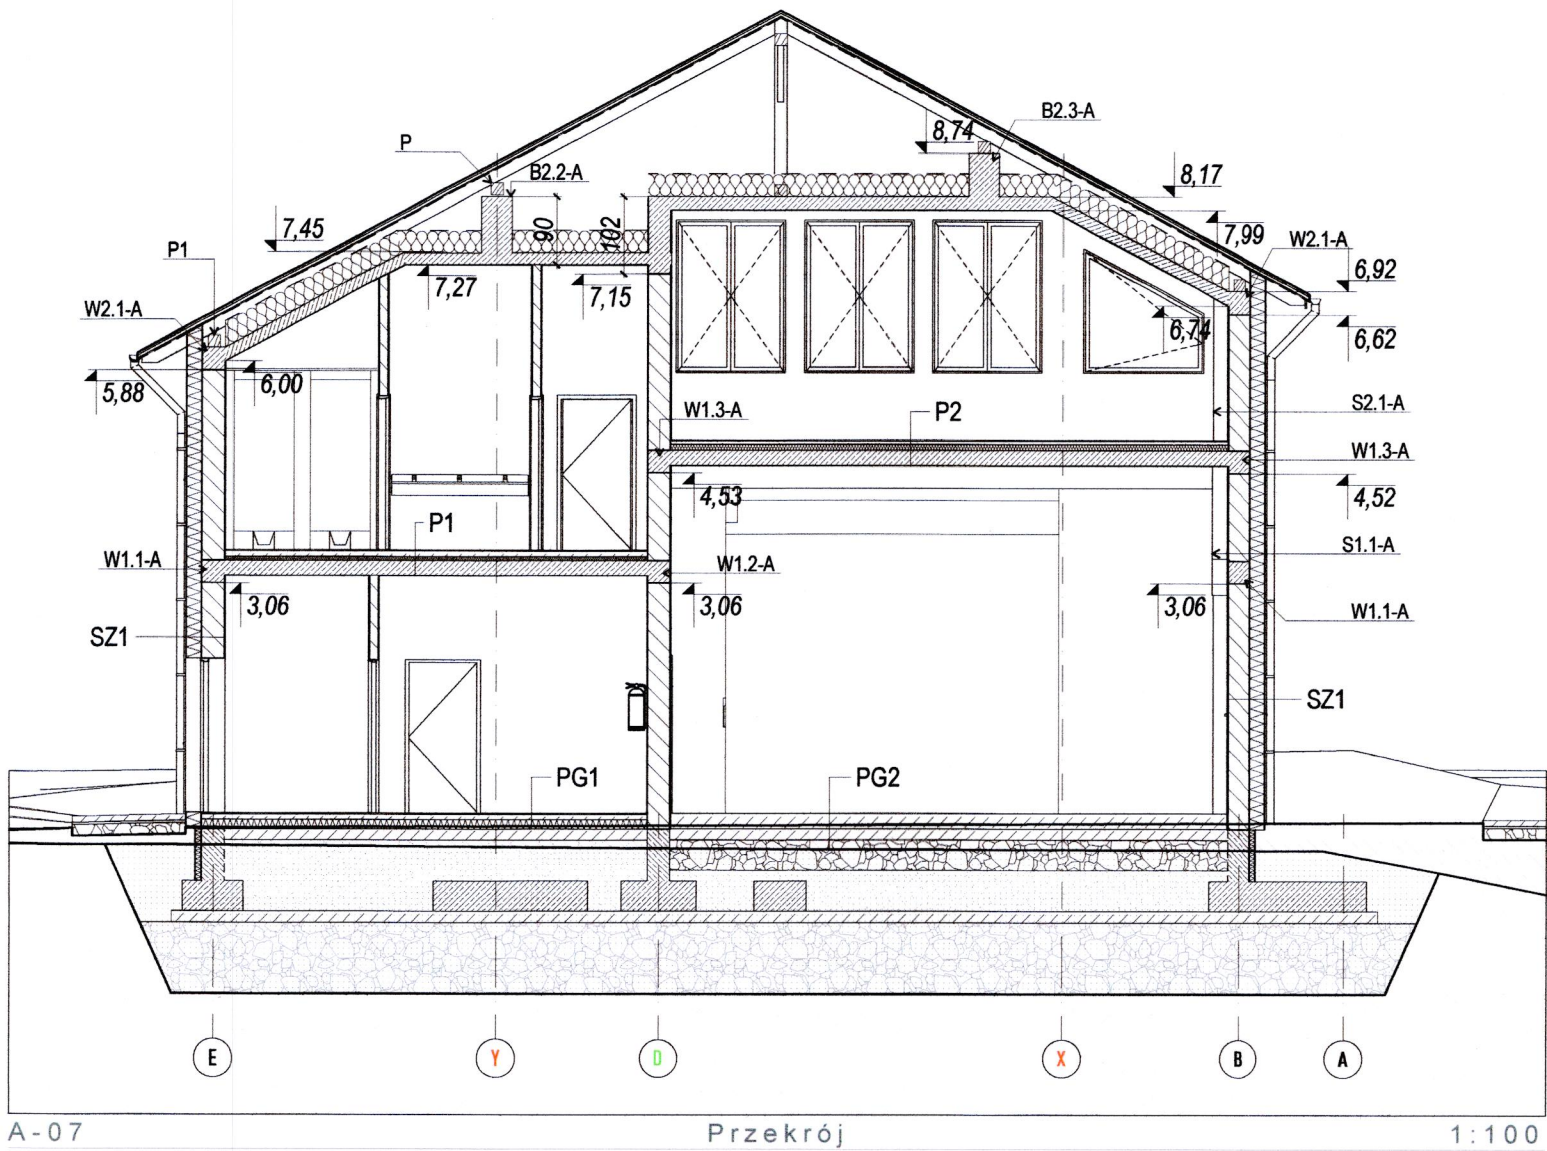 B2.3-A
8,74
P
B2.2-A
8,17
7,45
90
102
7,99
W2.1-A
P1
7,27
7,15
6,92
W2.1-A
6,74
6,62
6,00
5,88
W1.3-A
P2
S2.1-A
W1.3-A
4,53
4,52
P1
S1.1-A
W1.1-A
W1.2-A
3,06
3,06
3,06
W1.1-A
SZ1
SZ1
PG1
PG2
E
Y
D
X
B
A
A-07
Przekrój
1:100